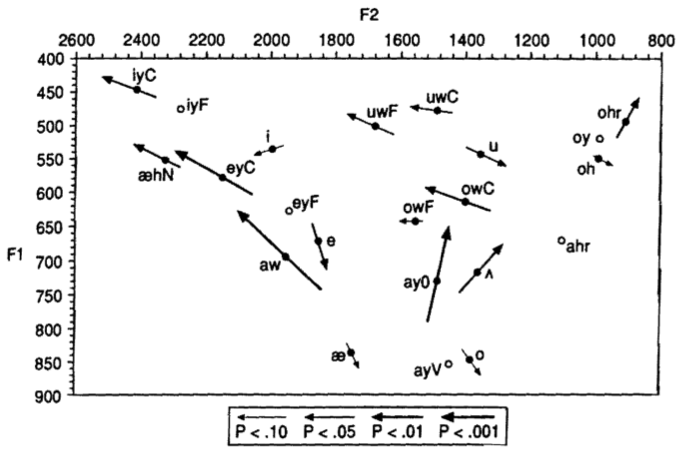 F2
2600 2400 2200 2000 1800 1600 1400 1200 1000 800
400
450
500
550
600
650
700
750
800
850
900
F1
iyC
iyF
uwF
uwC
ohr
i
u
oy
oh
æhN
eyC
owC
eyF
owF
ahr
e
aw
ay0
ʌ
æ
ayV
o
P < .10 P < .05 P < .01 P < .001